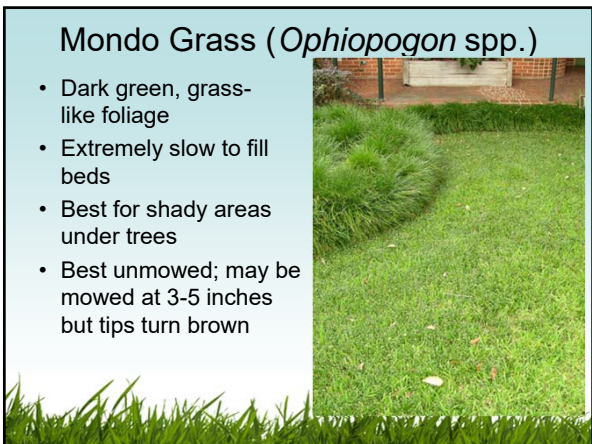 Mondo Grass (Ophiopogon spp.)
• Dark green, grass-
like foliage
• Extremely slow to fill
beds
• Best for shady areas
under trees
• Best unmowed; may be
mowed at 3-5 inches
but tips turn brown